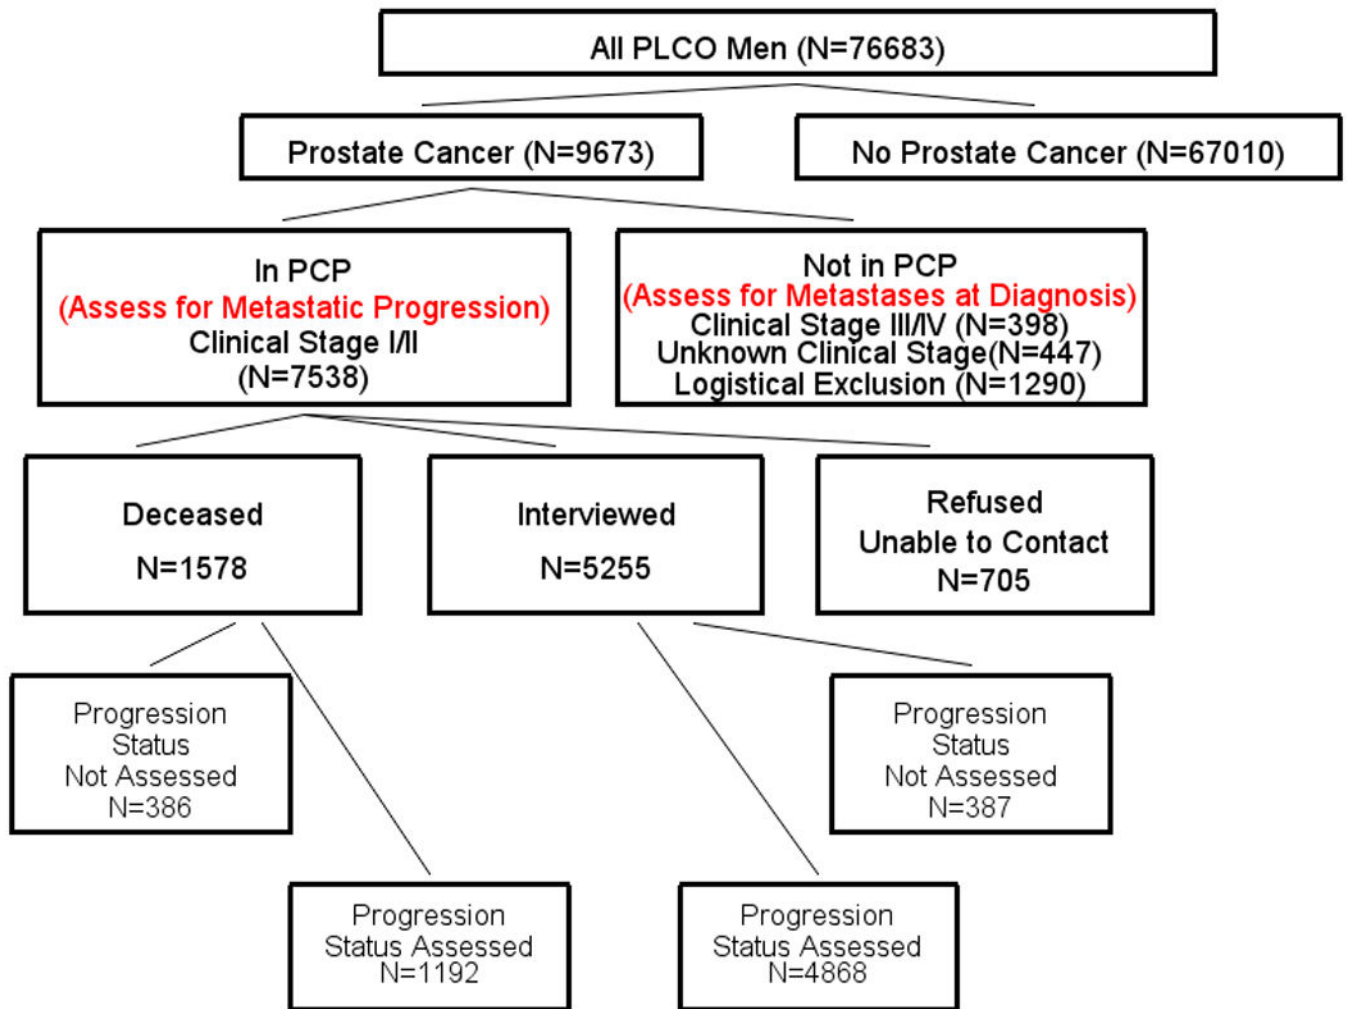 All PLCO Men (N=76683)
Prostate Cancer (N=9673)
No Prostate Cancer (N=67010)
In PCP
(Assess for Metastatic Progression)
Clinical Stage I/II
(N=7538)
Not in PCP
(Assess for Metastases at Diagnosis)
Clinical Stage III/IV (N=398)
Unknown Clinical Stage(N=447)
Logistical Exclusion (N=1290)
Deceased
N=1578
Interviewed
N=5255
Refused
Unable to Contact
N=705
Progression
Status
Not Assessed
N=386
Progression
Status
Not Assessed
N=387
Progression
Status Assessed
N=1192
Progression
Status Assessed
N=4868